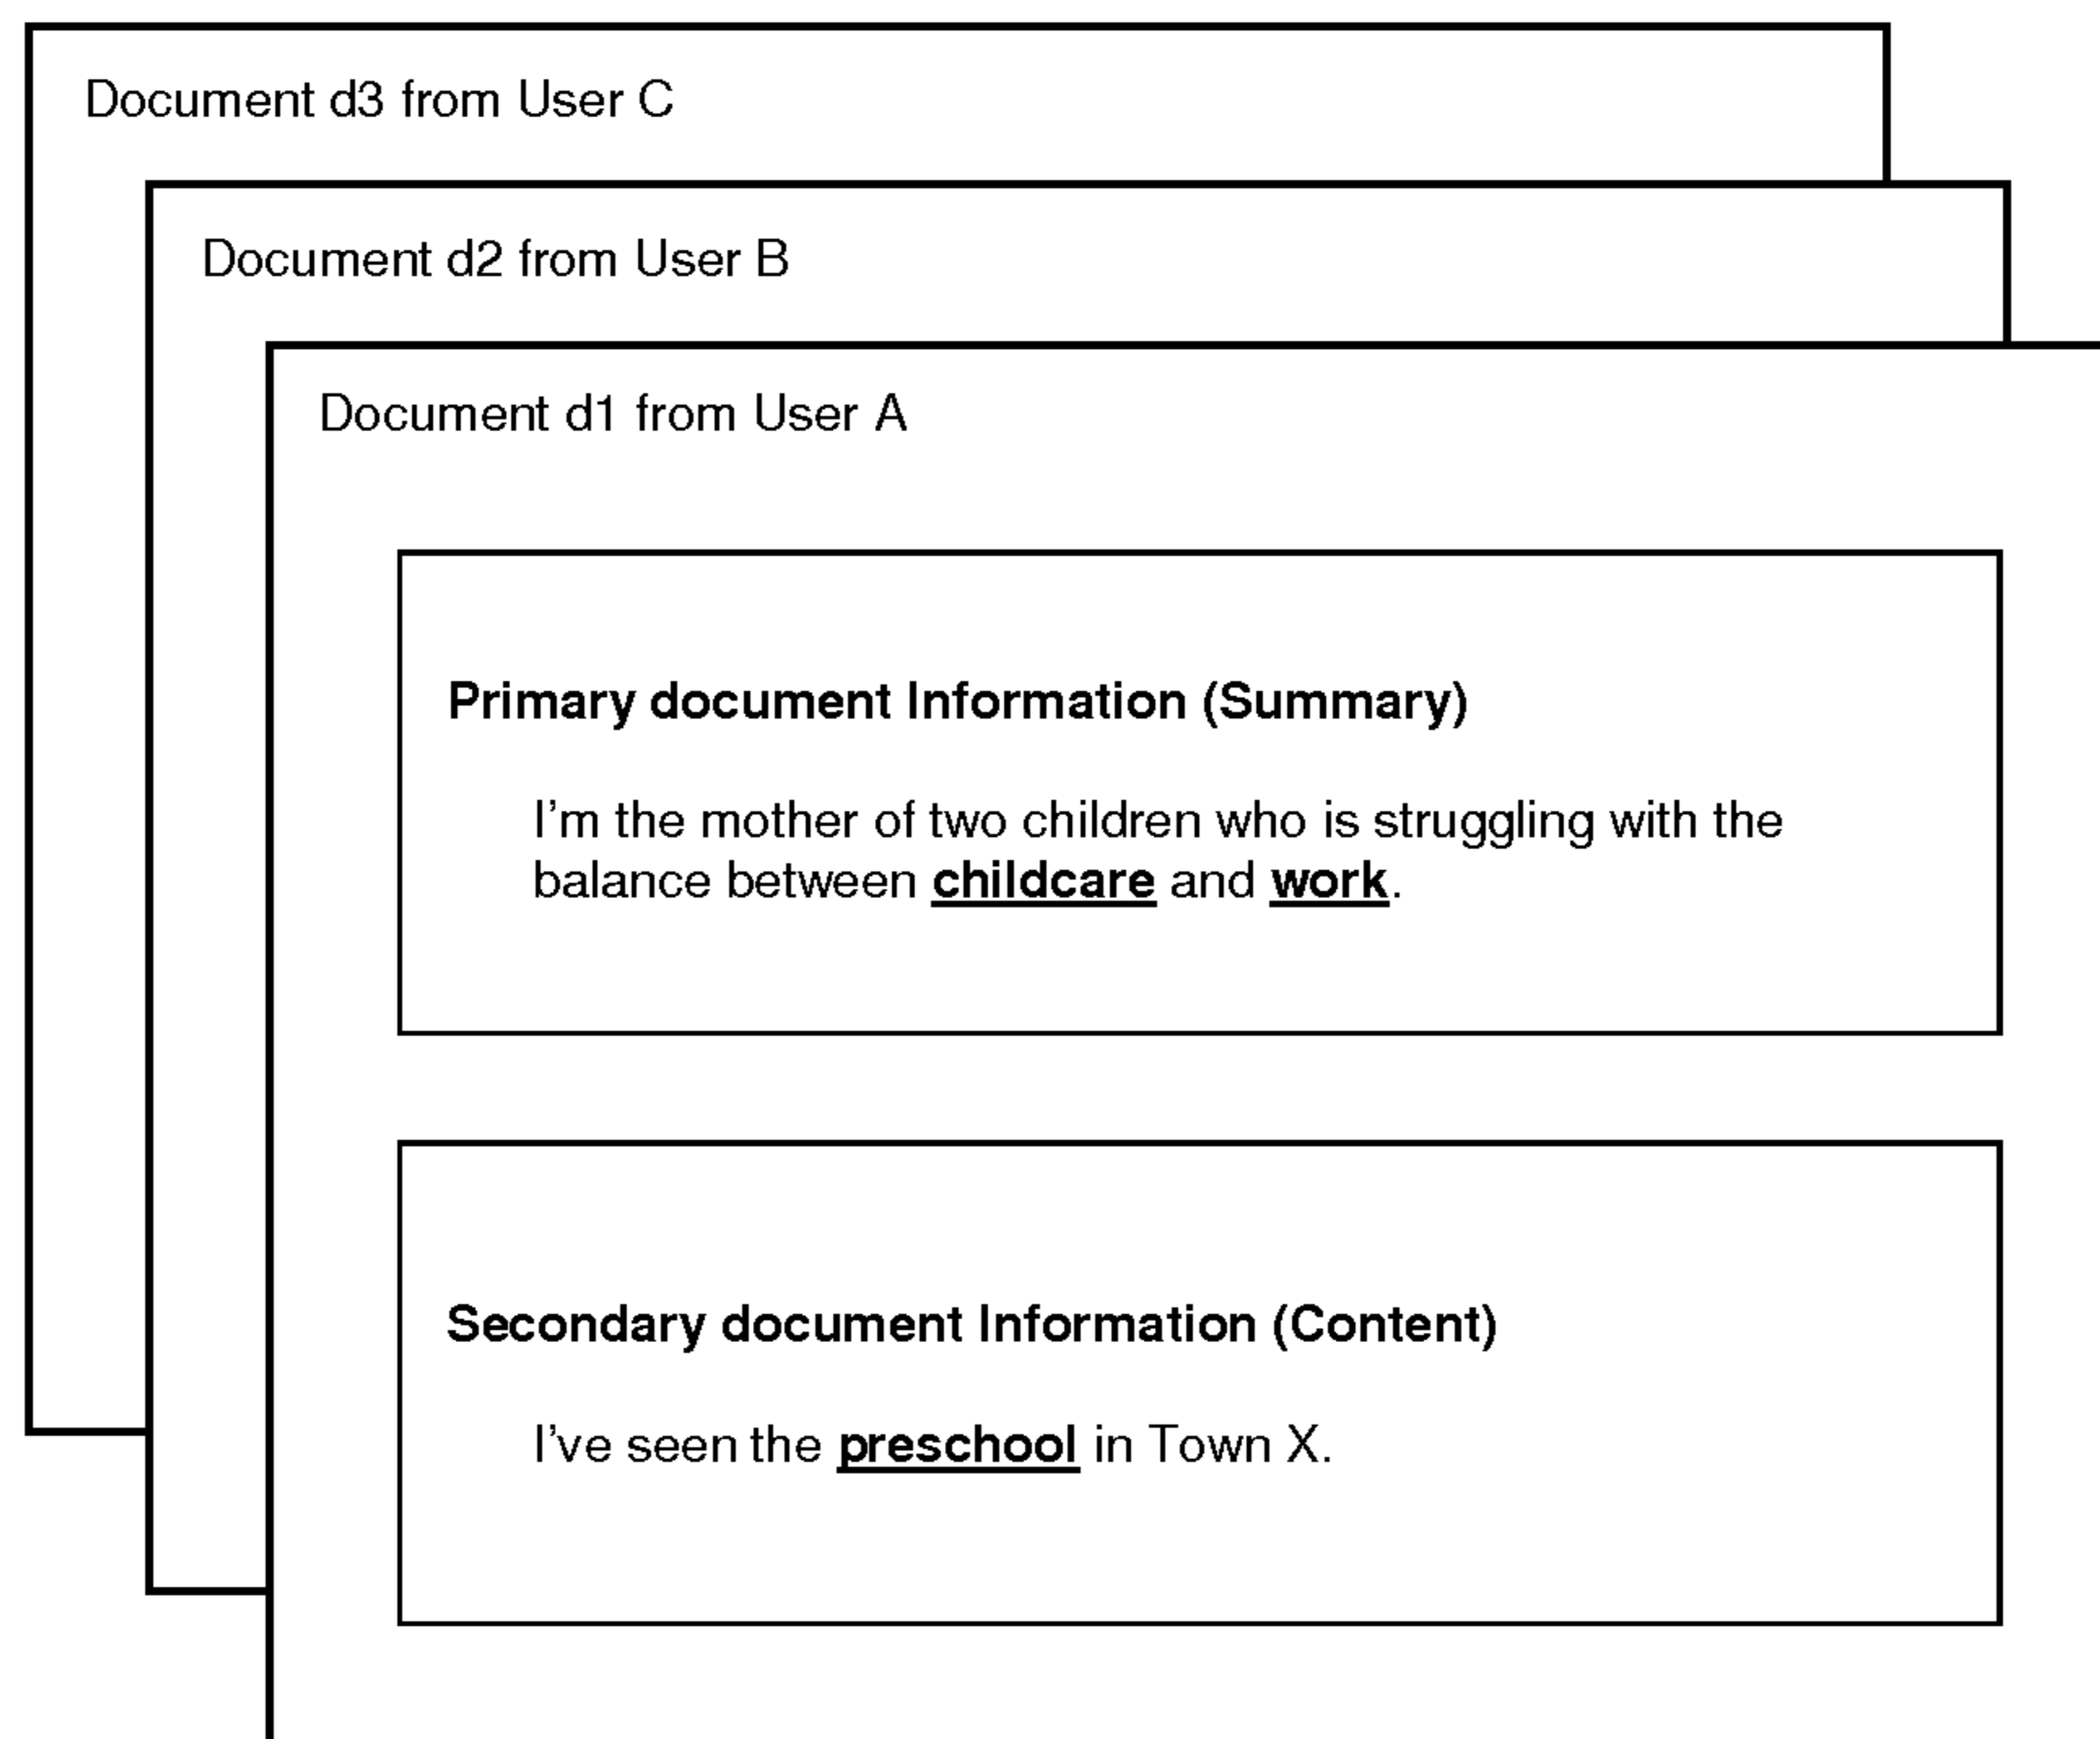 Document d3 from User C
Document d2 from User B
Document d1 from User A
Primary document Information (Summary)
I'm the mother of two children who is struggling with the
balance between childcare and work.
Secondary document Information (Content)
I've seen the preschool in Town X.